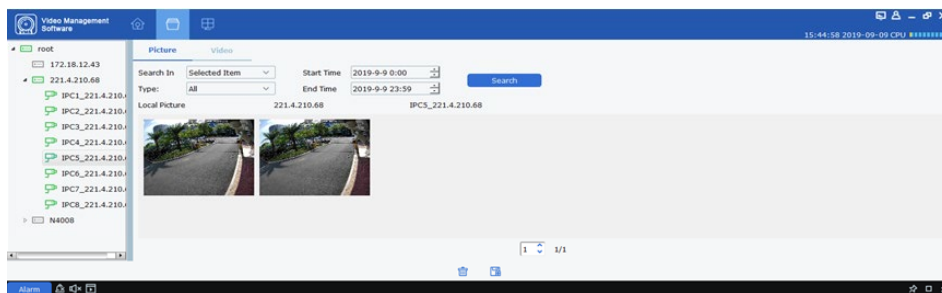 Video Management
Software
15:44:58 2019-09-09 CPU
root
172.18.12.43
221.4.210.68
IPC1_221.4.210.
IPC2_221.4.210.
IPC3_221.4.210.
IPC4_221.4.210.
IPC5_221.4.210.
IPC6_221.4.210.
IPC7_221.4.210.
IPC8_221.4.210.
N4008
Picture Video
Search In Selected Item Start Time 2019-9-9 0:00
Search
Type: All End Time 2019-9-9 23:59
Local Picture 221.4.210.68 IPC5_221.4.210.68
1 1/1
Alarm